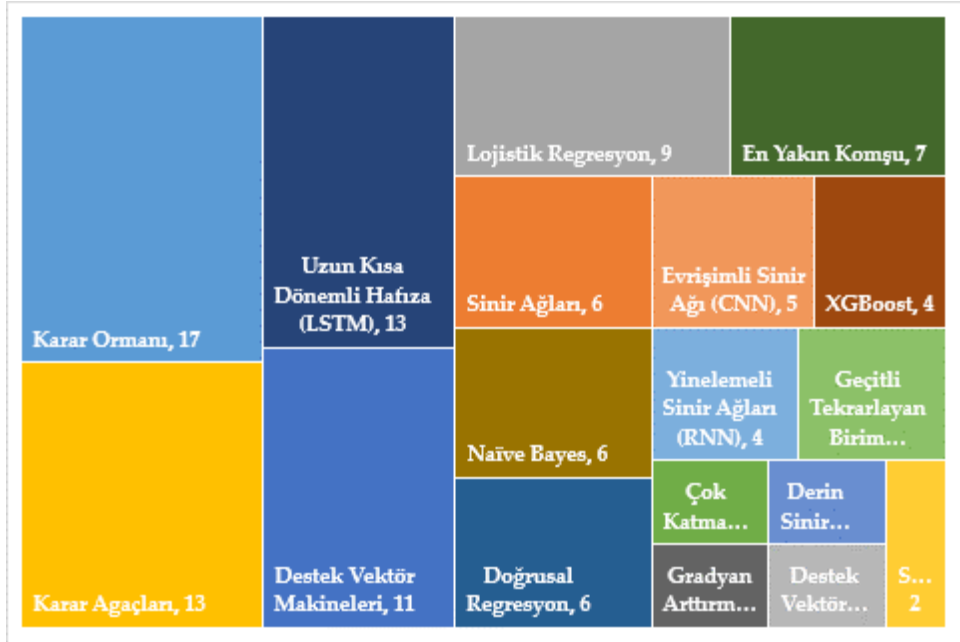 Karar Ormanı, 17
Karar Agaçları, 13
Uzun Kısa
Dönemli Hafıza
(LSTM), 13
Destek Vektör
Makineleri, 11
Lojistik Regresyon, 9
En Yakın Komşu, 7
Sinir Ağları, 6
Evrişimli Sinir
Ağı (CNN), 5
XGBoost, 4
Naïve Bayes, 6
Yinelemeli
Sinir Ağları
(RNN), 4
Geçitli
Tekrarlayan
Birim...
Doğrusal
Regresyon, 6
Çok
Katma...
Derin
Sinir...
Gradyan
Arttırm...
Destek
Vektör...
S...
2